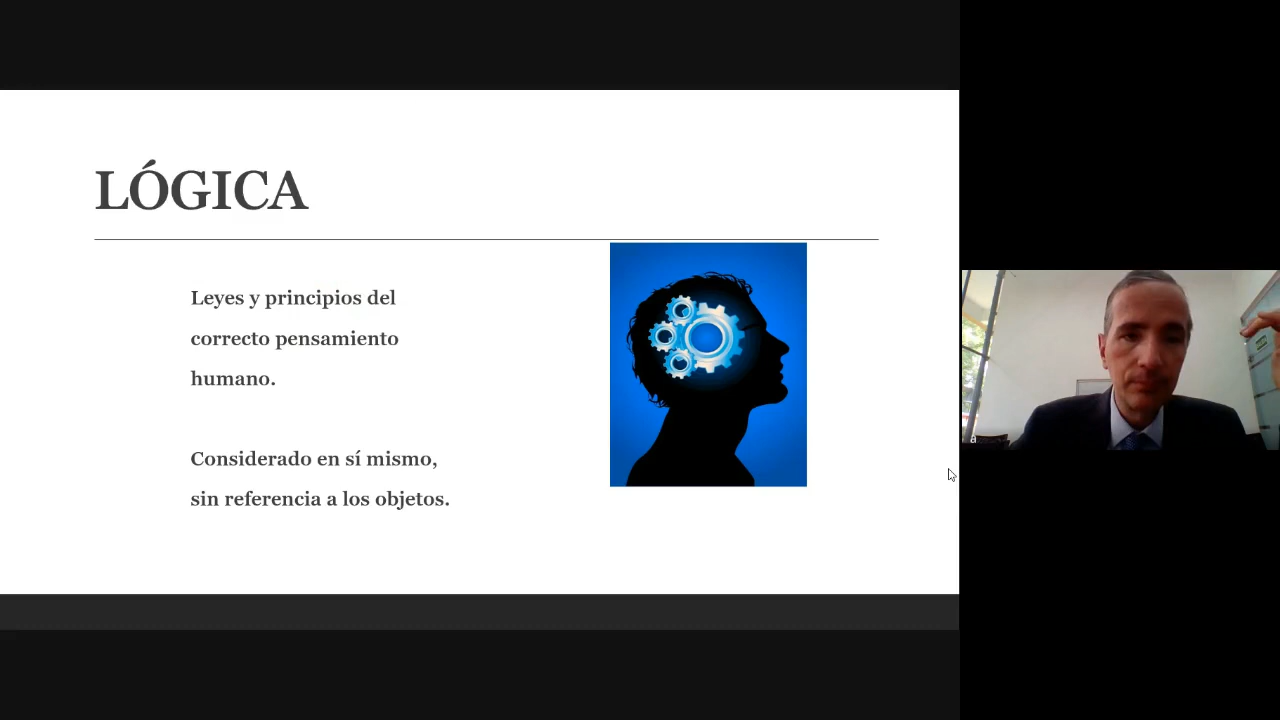 LÓGICA
Leyes y principios del
correcto pensamiento
humano.
Considerado en sí mismo,
sin referencia a los objetos.
a